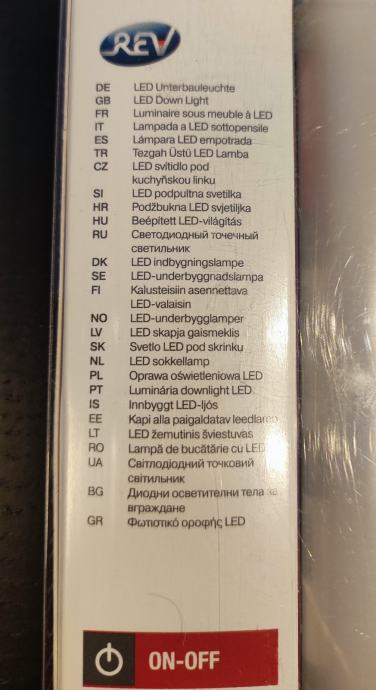 REV
DE LED Unterbauleuchte
GB LED Down Light
FR Luminaire sous meuble à LED
IT Lampada a LED sottopensile
ES Lámpara LED empotrada
TR Tezgah Üstü LED Lamba
CZ LED svítidlo pod
kuchyňskou linku
SI LED podpultna svetilka
HR Podžbukna LED svjetiljka
HU Beépített LED-világítás
RU Светодиодный точечный
светильник
DK LED indbygningslampe
SE LED-underbyggnadslampa
FI Kalusteisiin asennettava
LED-valaisin
NO LED-underbygglamper
LV LED skapja gaismeklis
SK Svetlo LED pod skrinku
NL LED sokkellamp
PL Oprawa oświetleniowa LED
PT Luminária downlight LED
IS Innbyggt LED-ljós
EE Kapi alla paigaldatav leedlamp
LT LED žemutinis šviestuvas
RO Lampă de bucătărie cu LED
UA Світлодіодний точковий
світильник
BG Диодни осветителни тела за
вграждане
GR Φωτιστικό οροφής LED
ON-OFF